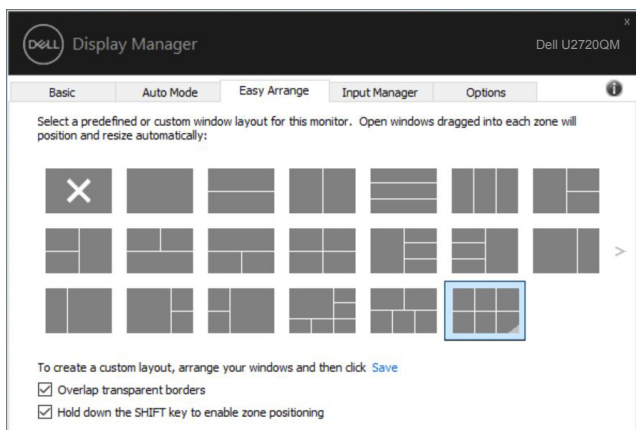 x
DELL Display Manager
Dell U2720QM
Basic Auto Mode Easy Arrange Input Manager Options i
Select a predefined or custom window layout for this monitor. Open windows dragged into each zone will
position and resize automatically:
>
To create a custom layout, arrange your windows and then click Save
Overlap transparent borders
Hold down the SHIFT key to enable zone positioning